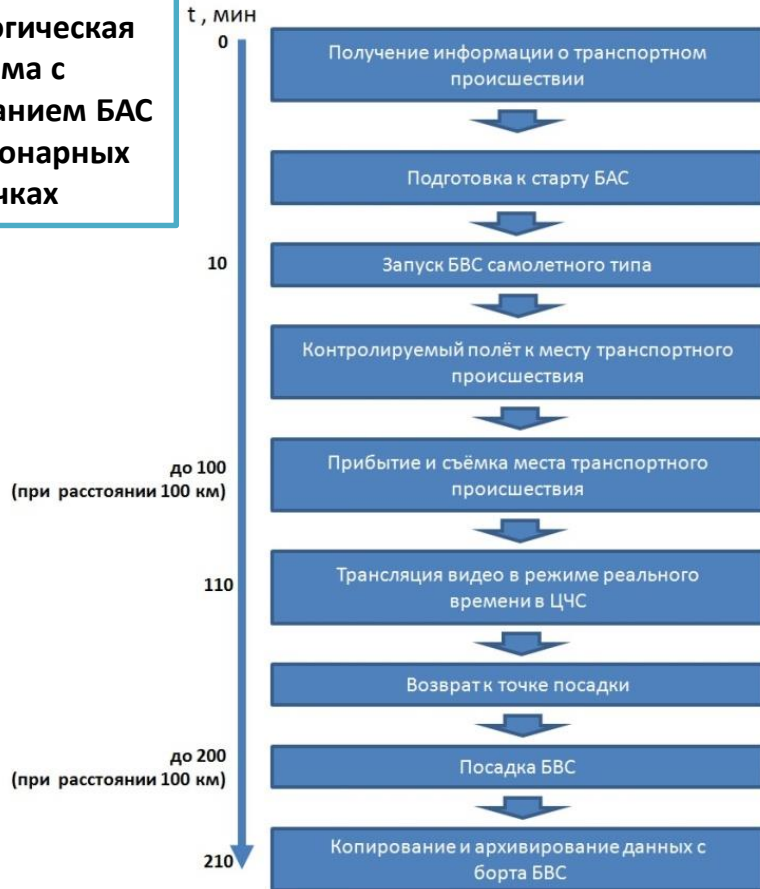 огическая
ма с
анием БАС
онарных
чках
t , мин
0
Получение информации о транспортном
происшествии
Подготовка к старту БАС
10
Запуск БВС самолетного типа
Контролируемый полёт к месту транспортного
происшествия
до 100
(при расстоянии 100 км)
Прибытие и съёмка места транспортного
происшествия
110
Трансляция видео в режиме реального
времени в ЦЧС
Возврат к точке посадки
до 200
(при расстоянии 100 км)
Посадка БВС
210
Копирование и архивирование данных с
борта БВС